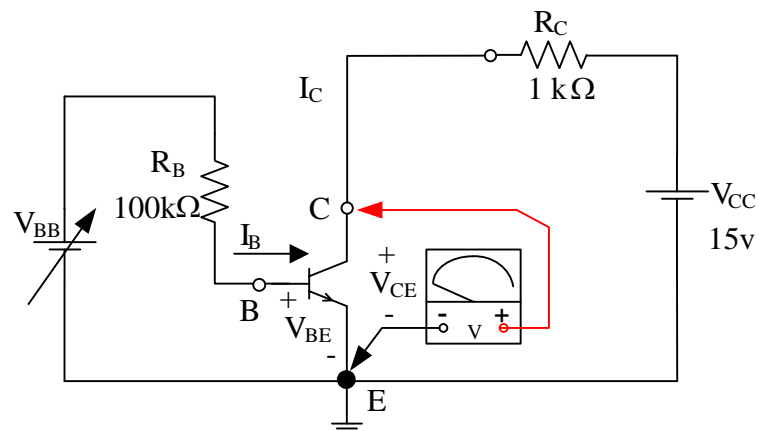 R_C
1 kΩ
I_C
R_B
100kΩ
V_BB
C
V_CC
15v
I_B
+
V_CE
-
B
+
V_BE
-
- +
V
E